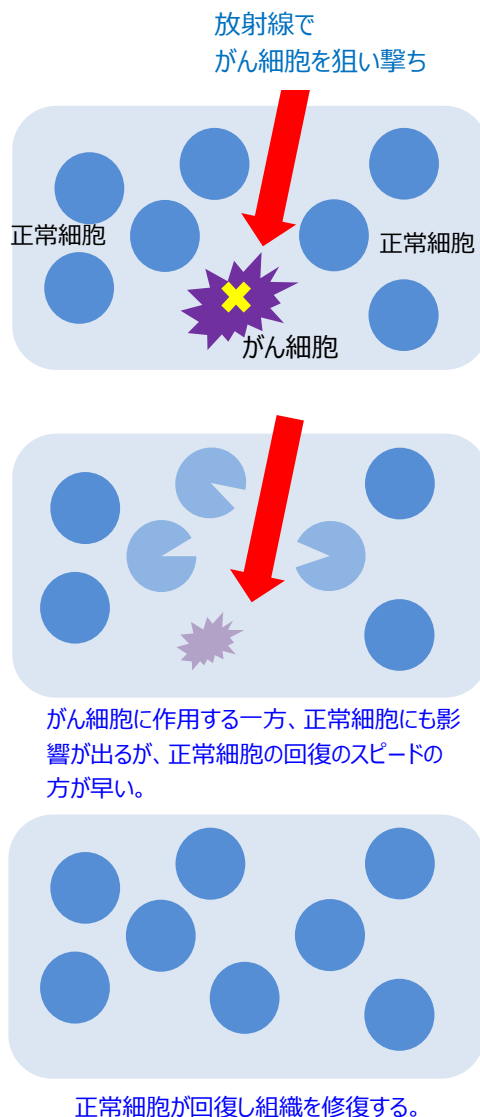 放射線で
がん細胞を狙い撃ち
正常細胞
正常細胞
がん細胞
がん細胞に作用する一方、正常細胞にも影
響が出るが、正常細胞の回復のスピードの
方が早い。
正常細胞が回復し組織を修復する。